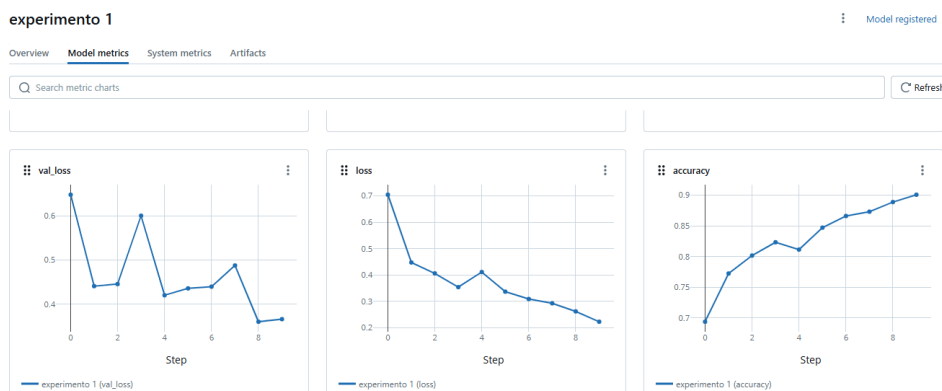 experimento 1
Model registered
Overview Model metrics System metrics Artifacts
Search metric charts
Refresh
val_loss
0.6
0.5
0.4
0 2 4 6 8
Step
experimento 1 (val_loss)
loss
0.7
0.6
0.5
0.4
0.3
0.2
0 2 4 6 8
Step
experimento 1 (loss)
accuracy
0.9
0.85
0.8
0.75
0.7
0 2 4 6 8
Step
experimento 1 (accuracy)